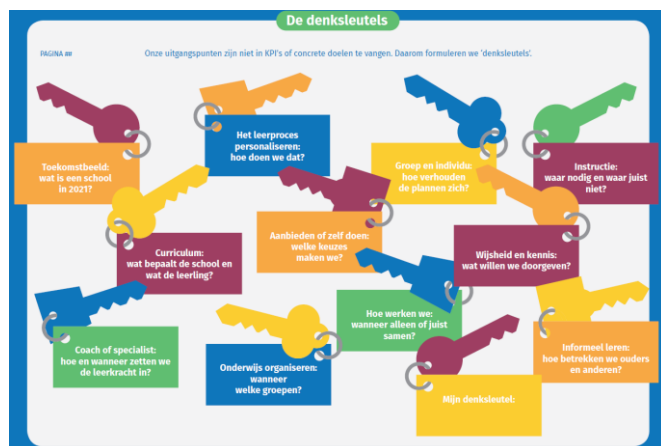 De denksleutels
PAGINA 88
Onze uitgangspunten zijn niet in KPI's of concrete doelen te vangen. Daarom formuleren we 'denksleutels'.
Het leerproces
personaliseren:
hoe doen we dat?
Toekomstbeeld:
wat is een school
in 2021?
Groep en individu:
hoe verhouden
de plannen zich?
Instructie:
waar nodig en waar juist
niet?
Curriculum:
wat bepaalt de school en
wat de leerling?
Aanbieden of zelf doen:
welke keuzes
maken we?
Wijsheid en kennis:
wat willen we doorgeven?
Coach of specialist:
hoe en wanneer zetten we
de leerkracht in?
Onderwijs organiseren:
wanneer
welke groepen?
Hoe werken we:
wanneer alleen of juist
samen?
Mijn denksleutel:
Informeel leren:
hoe betrekken we ouders
en anderen?